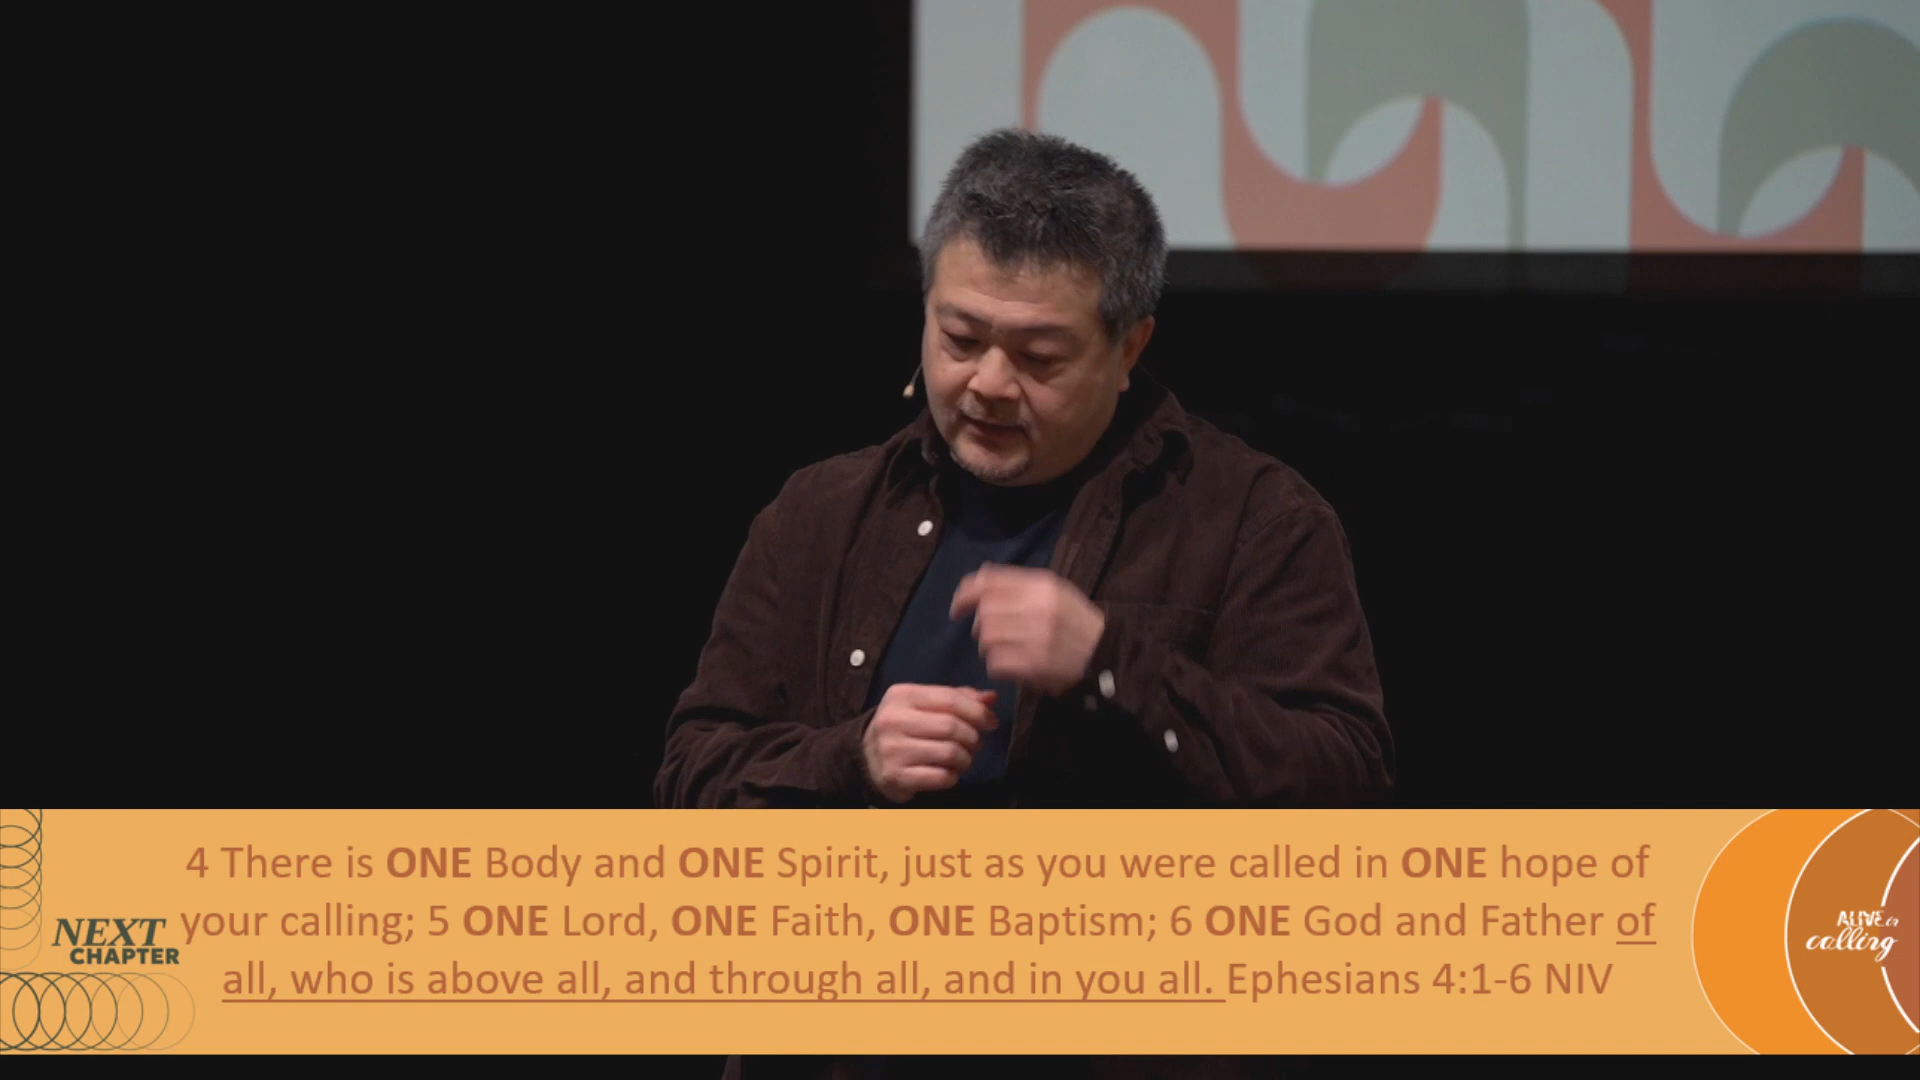 4 There is ONE Body and ONE Spirit, just as you were called in ONE hope of
your calling; 5 ONE Lord, ONE Faith, ONE Baptism; 6 ONE God and Father of
all, who is above all, and through all, and in you all. Ephesians 4:1-6 NIV
NEXT
CHAPTER
ALIVE in
calling